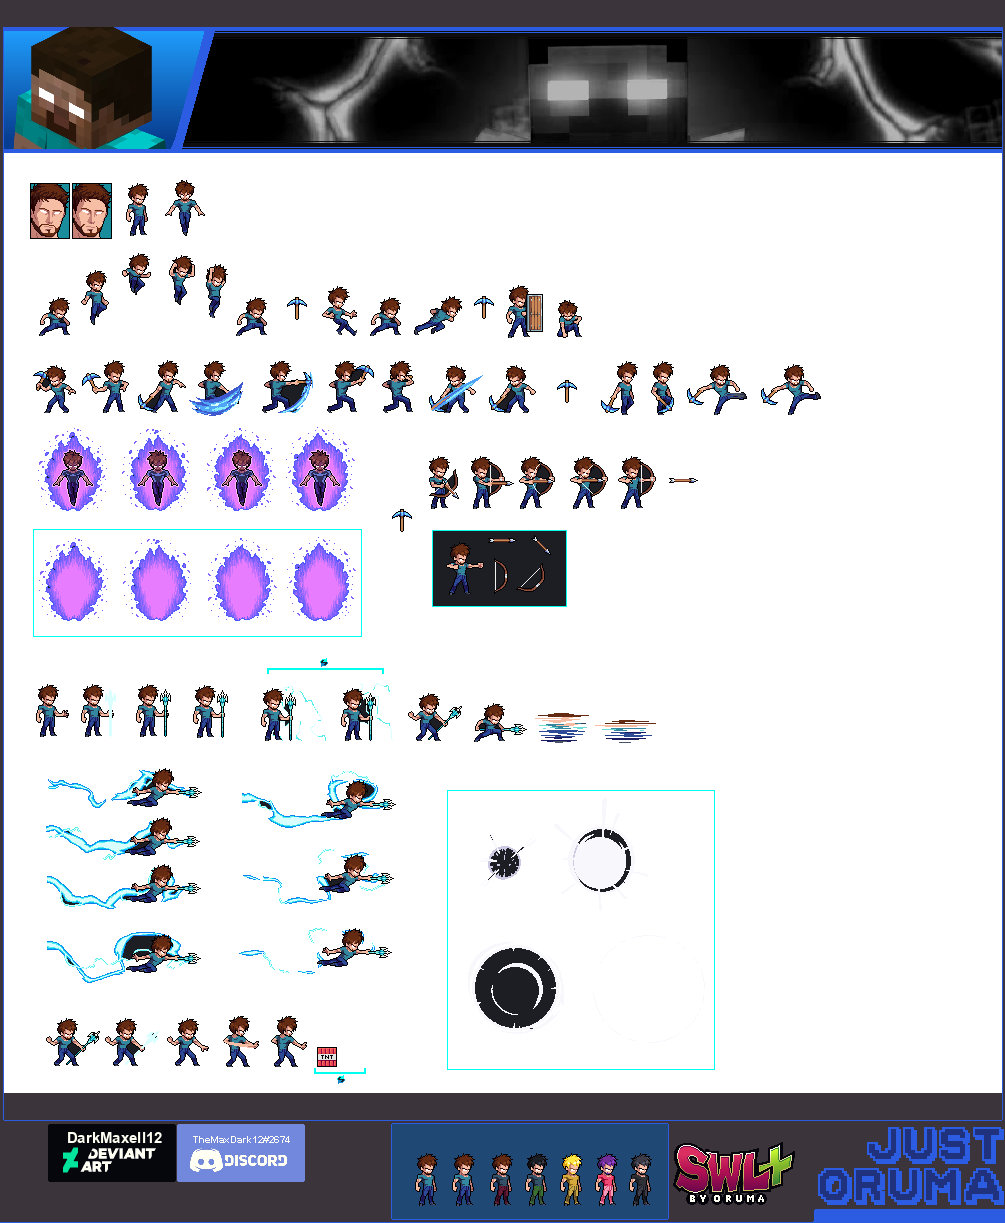 TNT
DarkMaxell12
DEVIANT
ART
TheMaxDark12#2674
DISCORD
SWL+
BY ORUMA
JUST
ORUMA